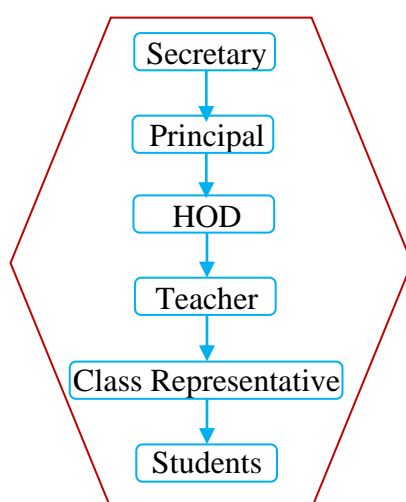 Secretary
Principal
HOD
Teacher
Class Representative
Students